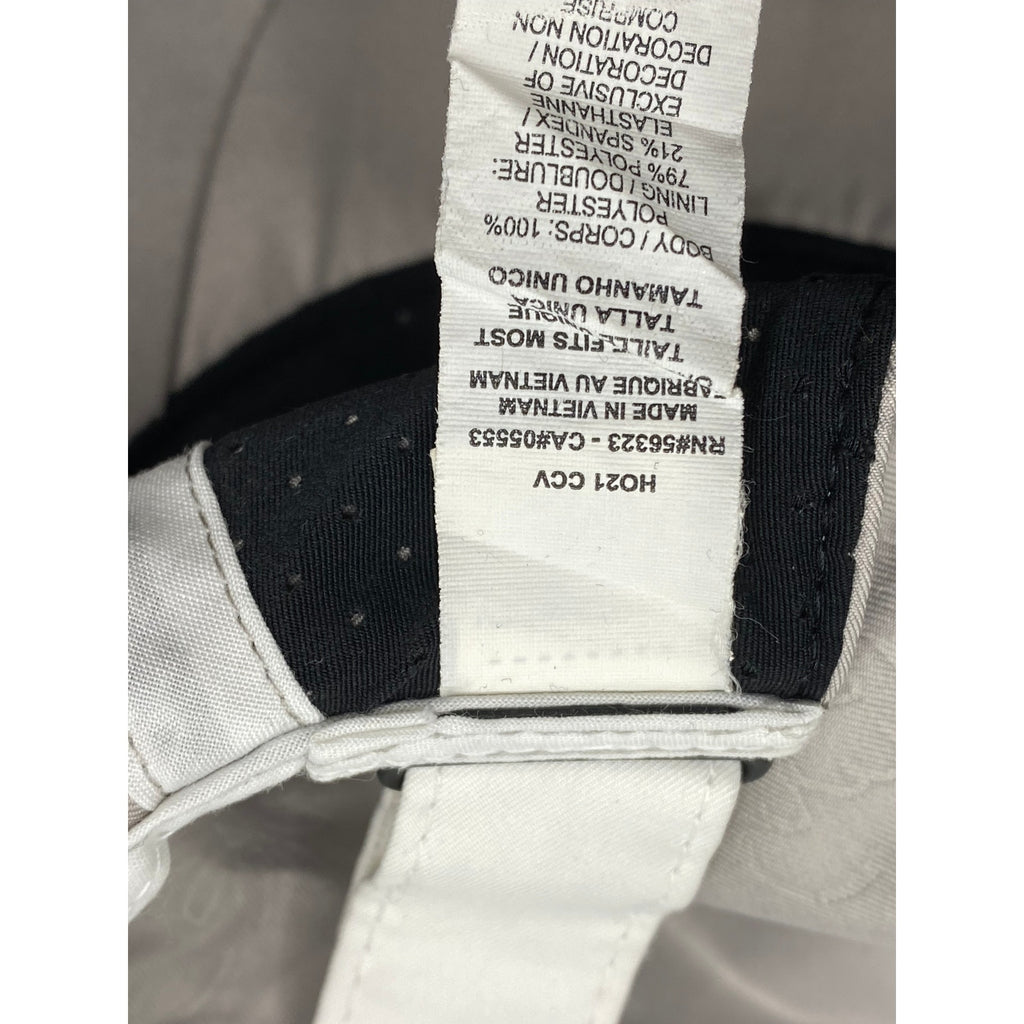 HO21 CCV
RN#56323 - CA#05553
MADE IN VIETNAM
FABRIQUE AU VIETNAM
TAILLE FITS MOST
UNIQUE
TALLA UNICA
TAMANHO UNICO
BODY / CORPS: 100%
POLYESTER
LINING / DOUBLURE:
79% POLYESTER
21% SPANDEX /
ELASTHANNE
EXCLUSIVE OF
DECORATION /
DECORATION NON
COMPRISE